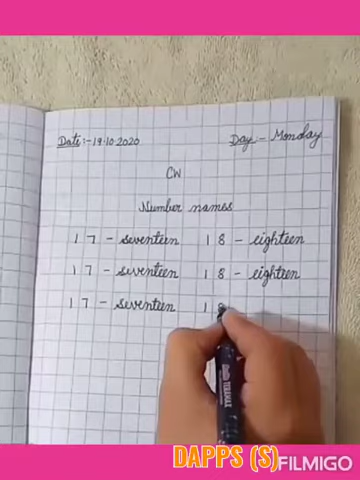 Date :- 19.10.2020 Day :- Monday
CW
Number names
17 - seventeen 18 - eighteen
17 - seventeen 18 - eighteen
17 - seventeen 18
DAPPS (S) FILMIGO